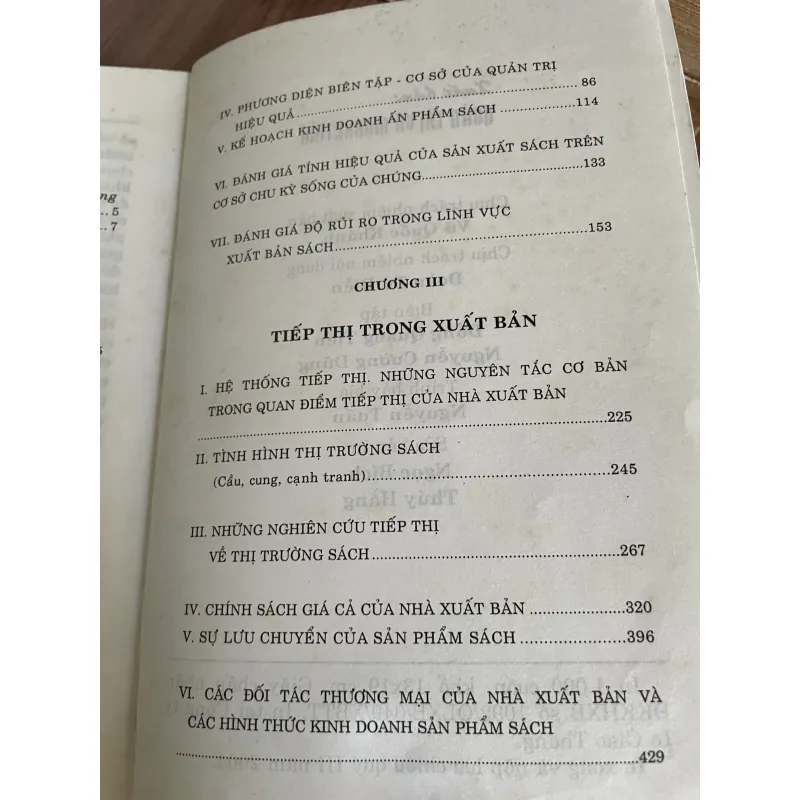 IV. PHƯƠNG DIỆN BIÊN TẬP - CƠ SỞ CỦA QUẢN TRỊ
HIỆU QUẢ ........ 86
V. KẾ HOẠCH KINH DOANH ẤN PHẨM SÁCH ........ 114
VI. ĐÁNH GIÁ TÍNH HIỆU QUẢ CỦA SẢN XUẤT SÁCH TRÊN
CƠ SỞ CHU KỲ SỐNG CỦA CHÚNG ........ 133
VII. ĐÁNH GIÁ ĐỘ RỦI RO TRONG LĨNH VỰC
XUẤT BẢN SÁCH ........ 153
CHƯƠNG III
TIẾP THỊ TRONG XUẤT BẢN
I. HỆ THỐNG TIẾP THỊ. NHỮNG NGUYÊN TẮC CƠ BẢN
TRONG QUAN ĐIỂM TIẾP THỊ CỦA NHÀ XUẤT BẢN
........ 225
II. TÌNH HÌNH THỊ TRƯỜNG SÁCH
(Cầu, cung, cạnh tranh) ........ 245
III. NHỮNG NGHIÊN CỨU TIẾP THỊ
VỀ THỊ TRƯỜNG SÁCH ........ 267
IV. CHÍNH SÁCH GIÁ CẢ CỦA NHÀ XUẤT BẢN ........ 320
V. SỰ LƯU CHUYỂN CỦA SẢN PHẨM SÁCH ........ 396
VI. CÁC ĐỐI TÁC THƯƠNG MẠI CỦA NHÀ XUẤT BẢN VÀ
CÁC HÌNH THỨC KINH DOANH SẢN PHẨM SÁCH
........ 429
... 5
... 7